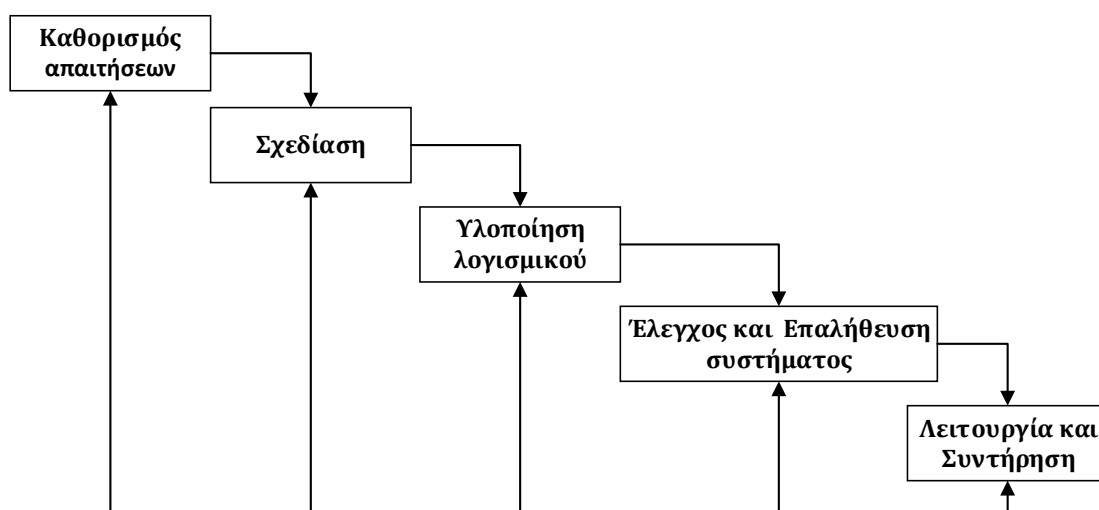 Καθορισμός
απαιτήσεων
Σχεδίαση
Υλοποίηση
λογισμικού
Έλεγχος και Επαλήθευση
συστήματος
Λειτουργία και
Συντήρηση